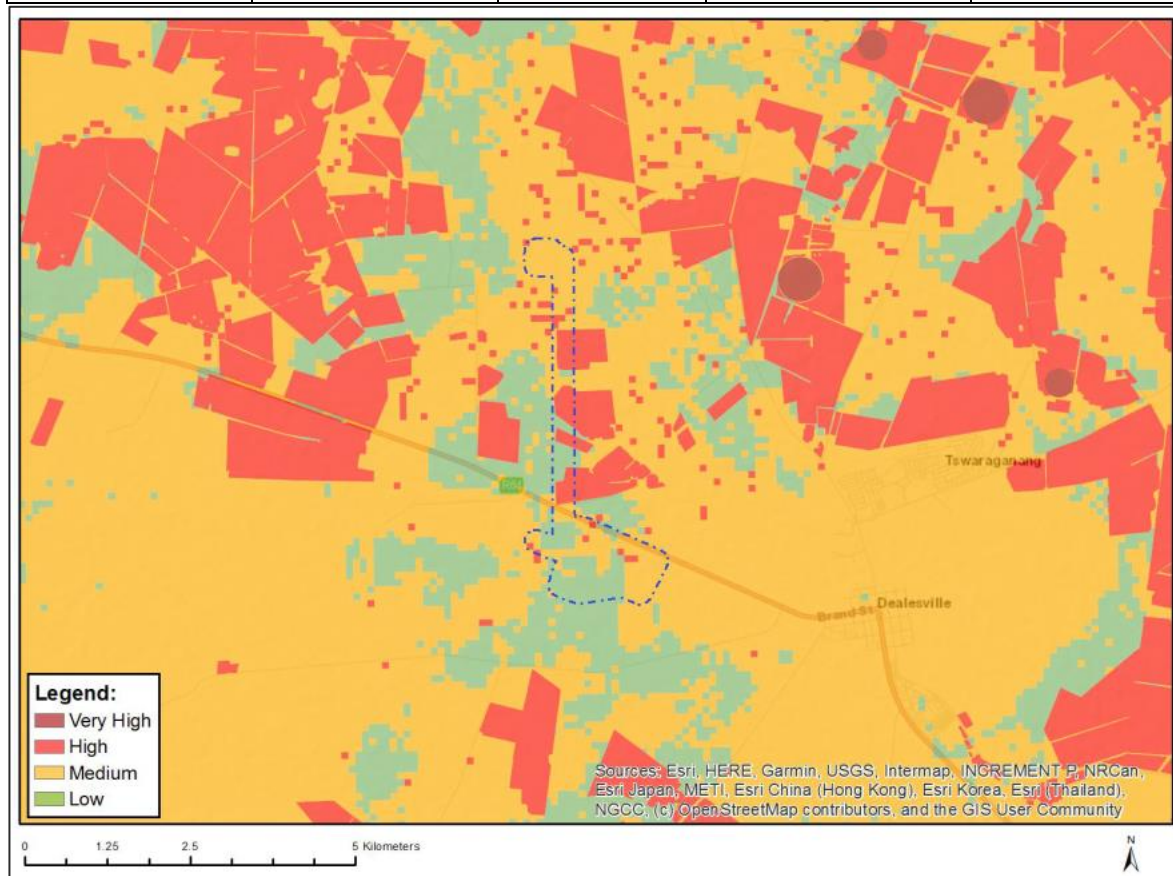 Tswaraganang
R64
Brand St
Dealesville
Legend:
Very High
High
Medium
Low
Sources: Esri, HERE, Garmin, USGS, Intermap, INCREMENT P, NRCan,
Esri Japan, METI, Esri China (Hong Kong), Esri Korea, Esri (Thailand),
NGCC, (c) OpenStreetMap contributors, and the GIS User Community
0 1.25 2.5 5 Kilometers
N